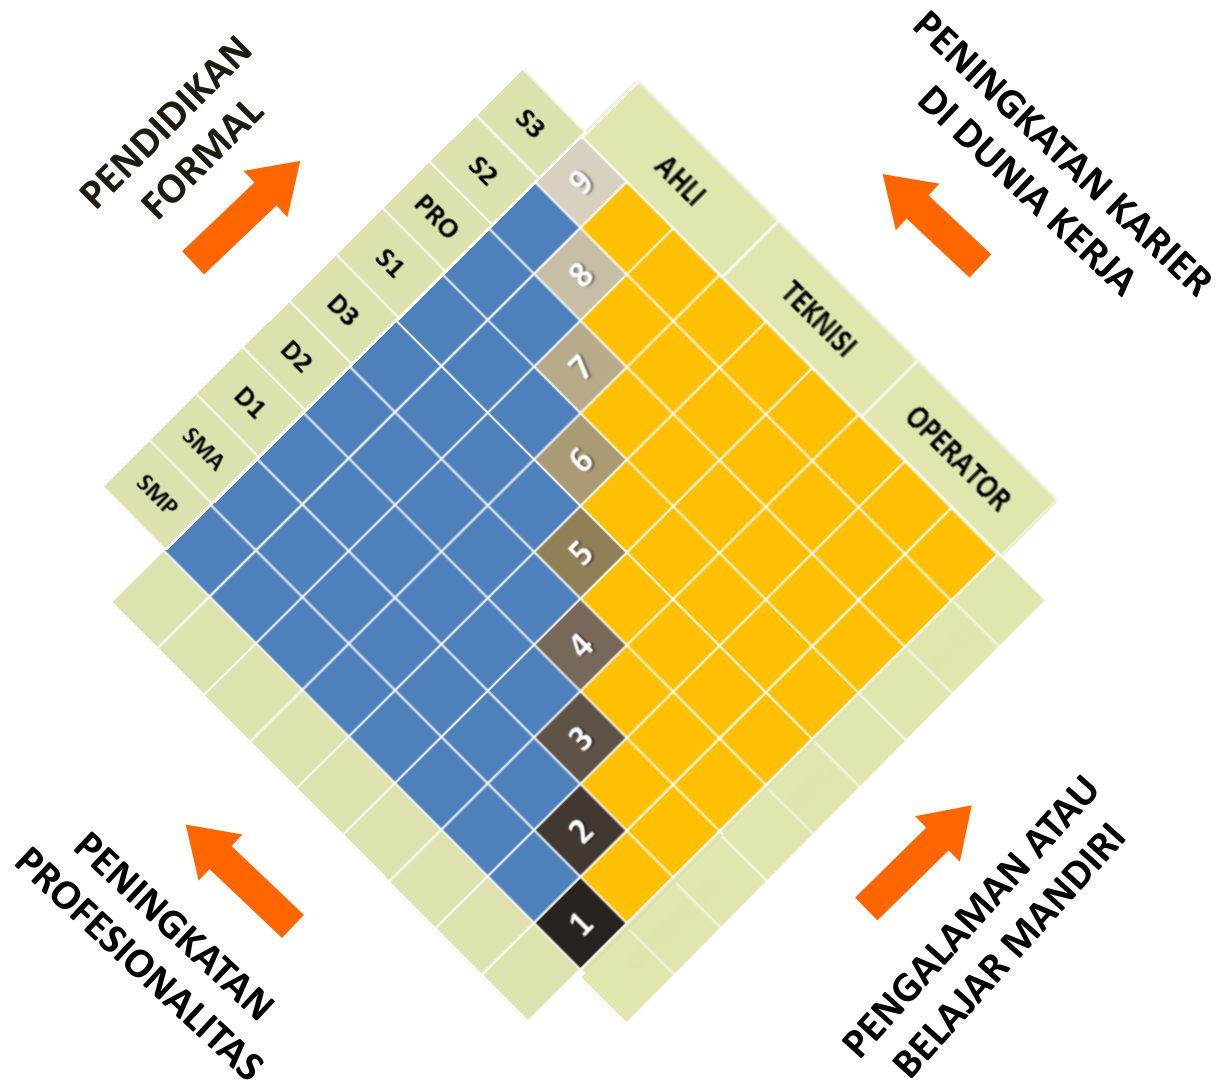 PENDIDIKAN
FORMAL
PENINGKATAN KARIER
DI DUNIA KERJA
S3
S2
PRO
S1
D3
D2
D1
SMA
SMP
AHLI
TEKNISI
OPERATOR
9
8
7
6
5
4
3
2
1
PENINGKATAN
PROFESIONALITAS
PENGALAMAN ATAU
BELAJAR MANDIRI